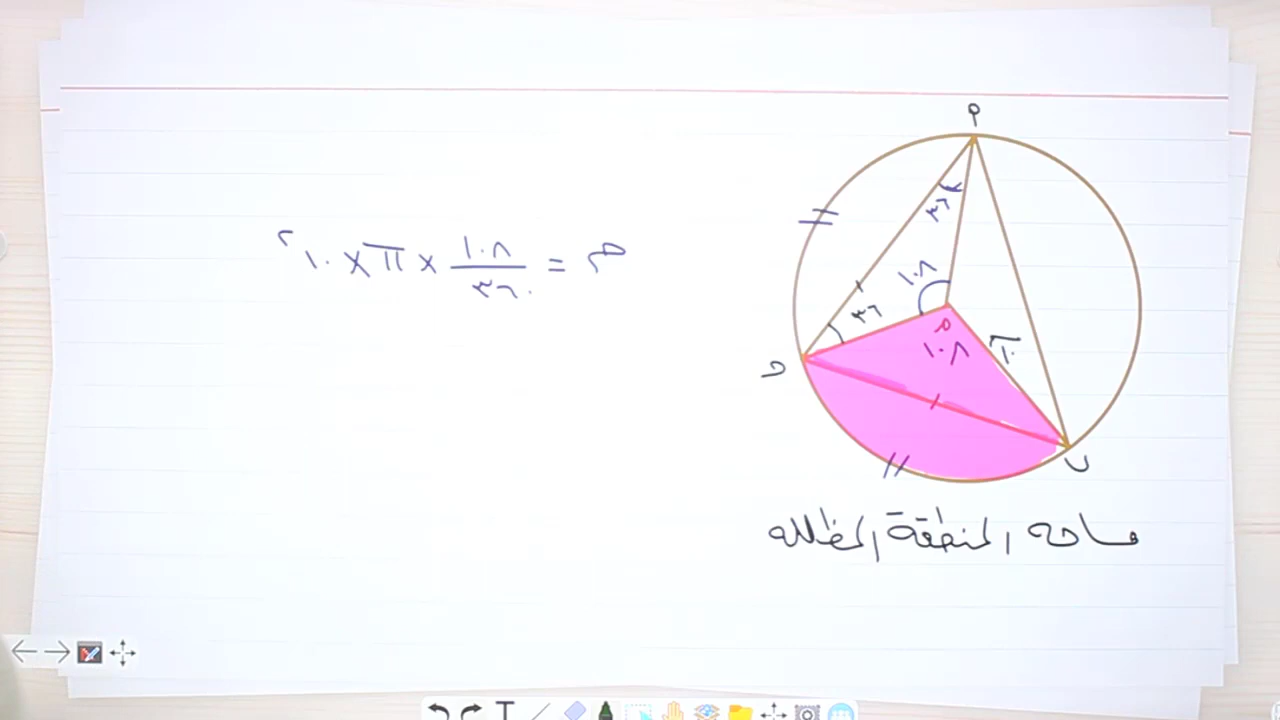 م = ١٠٨/٣٦٠ × π × ١٠²
أ
٣٦
١٠٨
٣٦
م
١٠٨
١٠
جـ
ب
مساحة المنطقة المظللة
T